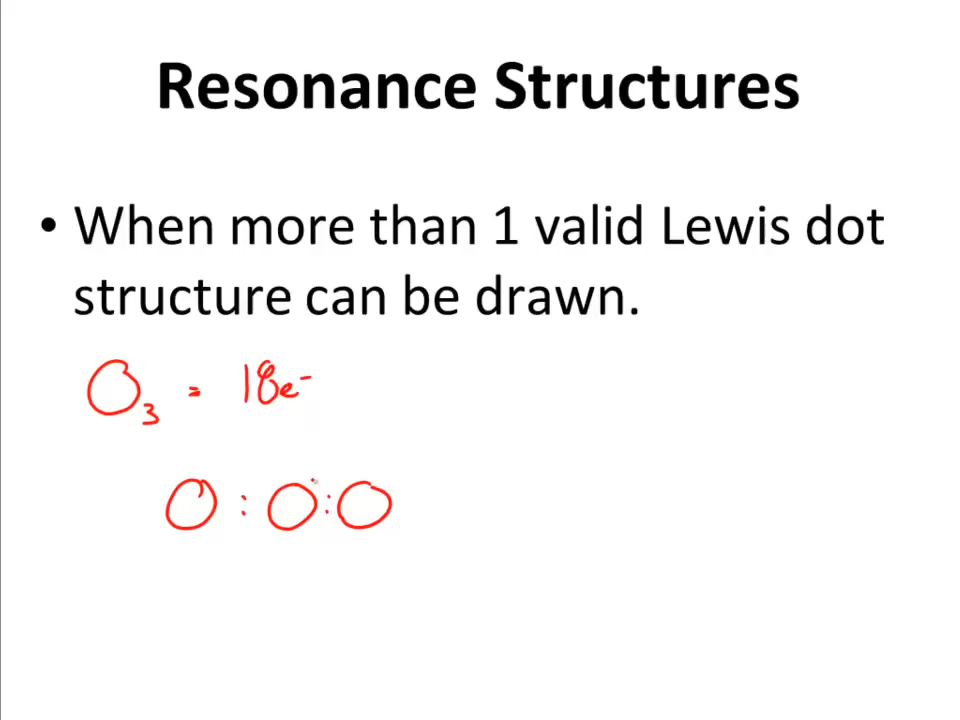 Resonance Structures
• When more than 1 valid Lewis dot
structure can be drawn.
O₃ = 18e⁻
O : O : O